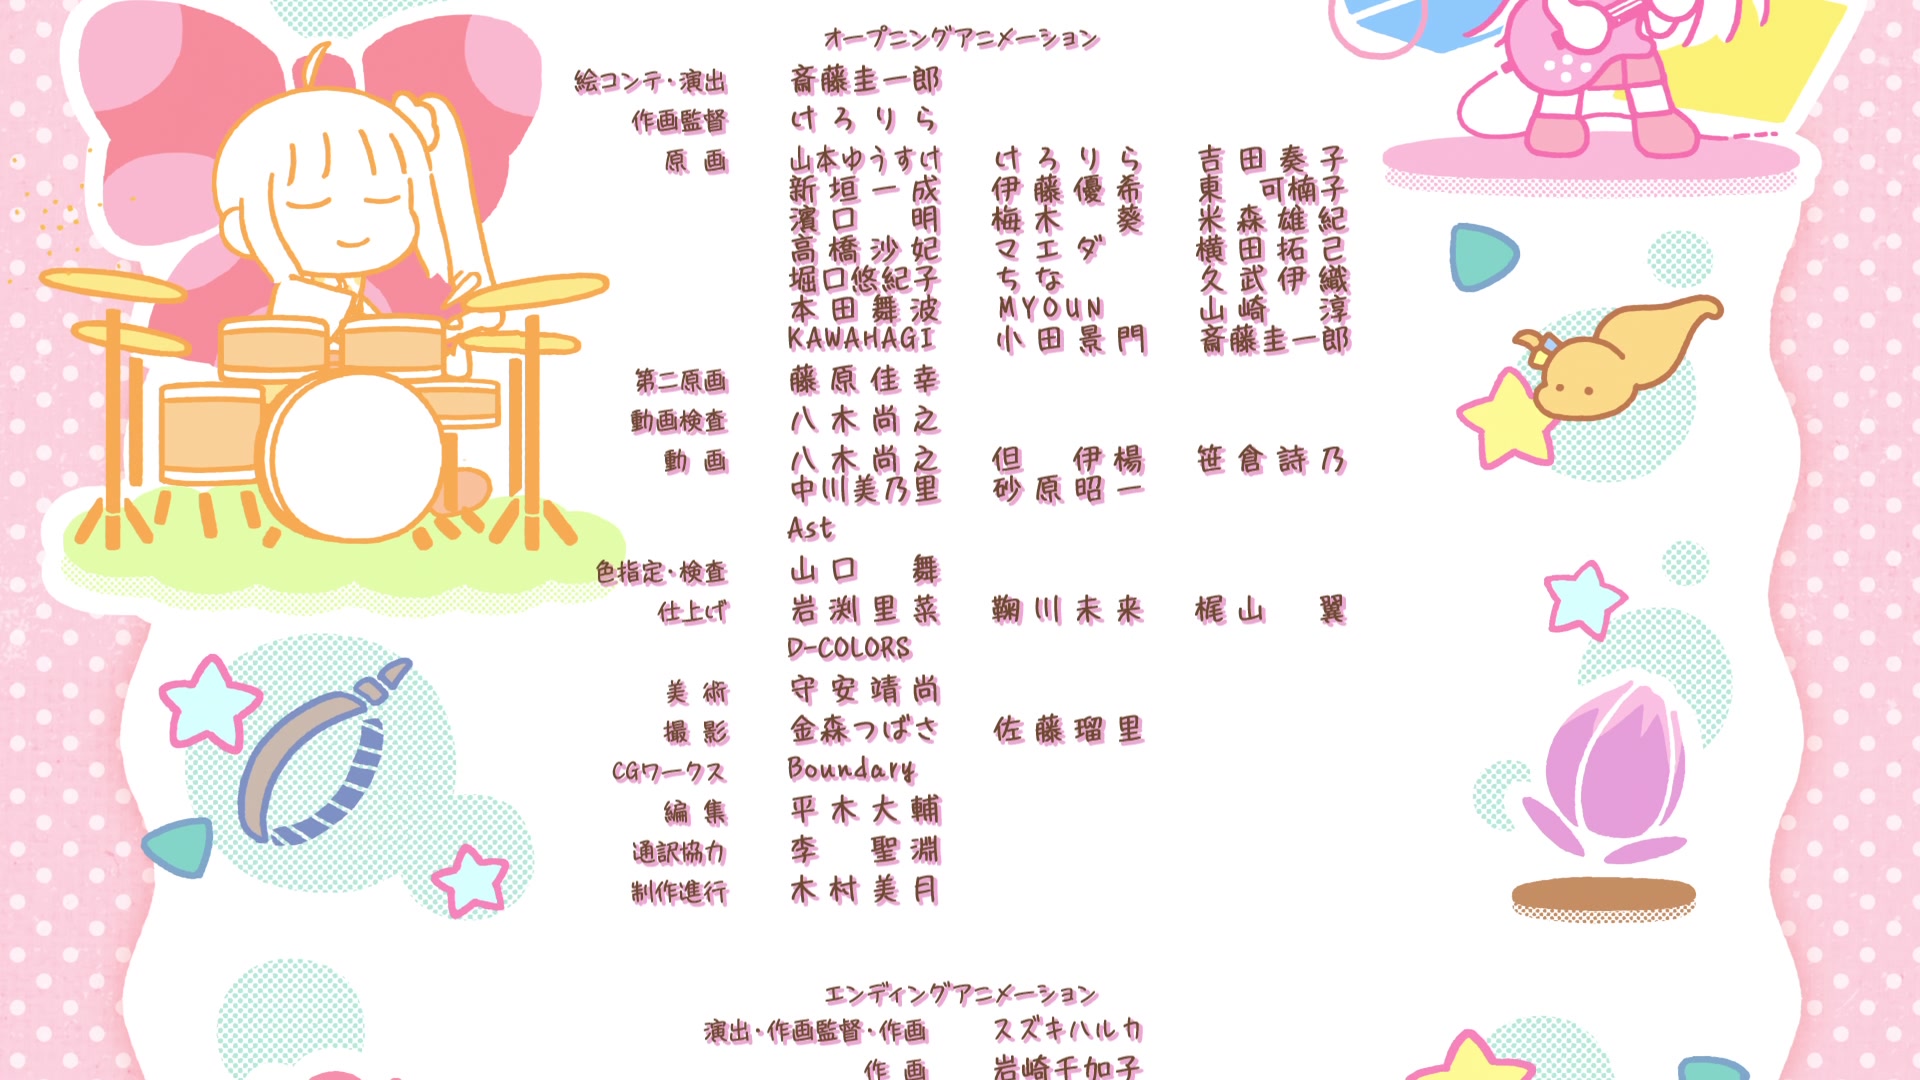 オープニングアニメーション
絵コンテ・演出 斎藤圭一郎
作画監督 けろりら
原画 山本ゆうすけ けろりら 吉田奏子
新垣一成 伊藤優希 東 可楠子
濱口 明 梅木 葵 米森雄紀
高橋沙妃 マエダ 横田拓己
堀口悠紀子 ちな 久武伊織
本田舞波 MYOUN 山崎 淳
KAWAHAGI 小田景門 斎藤圭一郎
第二原画 藤原佳幸
動画検査 八木尚之
動画 八木尚之 但 伊楊 笹倉詩乃
中川美乃里 砂原昭一
Ast
色指定・検査 山口 舞
仕上げ 岩渕里菜 鞠川未来 梶山 翼
D-COLORS
美術 守安靖尚
撮影 金森つばさ 佐藤瑠里
CGワークス Boundary
編集 平木大輔
通訳協力 李 聖淵
制作進行 木村美月
エンディングアニメーション
演出・作画監督・作画 スズキハルカ
作画 岩崎千加子